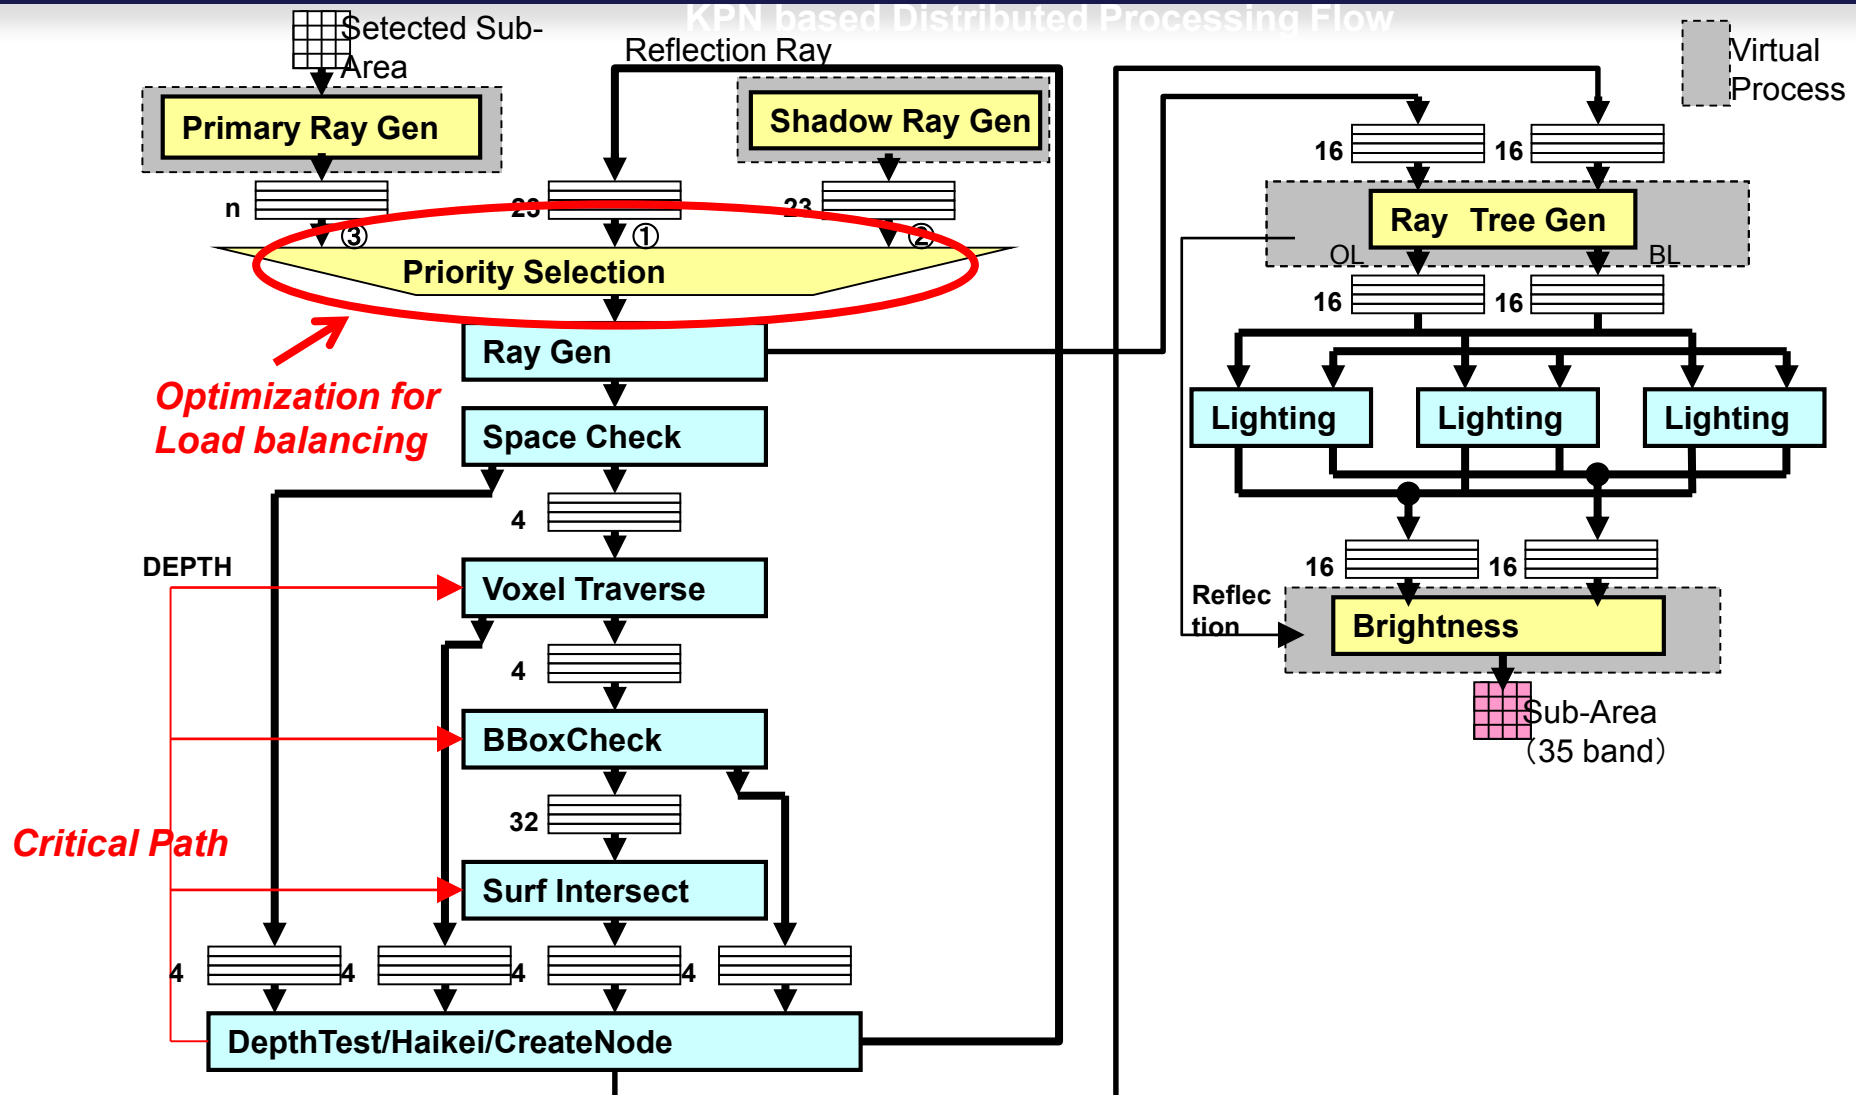 KPN based Distributed Processing Flow
Setected Sub-
Area
Reflection Ray
Virtual
Process
Primary Ray Gen
Shadow Ray Gen
n
23
23
③
①
②
Priority Selection
Ray Gen
Optimization for
Load balancing
Space Check
4
DEPTH
Voxel Traverse
4
BBoxCheck
32
Critical Path
Surf Intersect
4
4
4
4
DepthTest/Haikei/CreateNode
16
16
Ray Tree Gen
OL
BL
16
16
Lighting
Lighting
Lighting
16
16
Reflec
tion
Brightness
Sub-Area
（35 band）